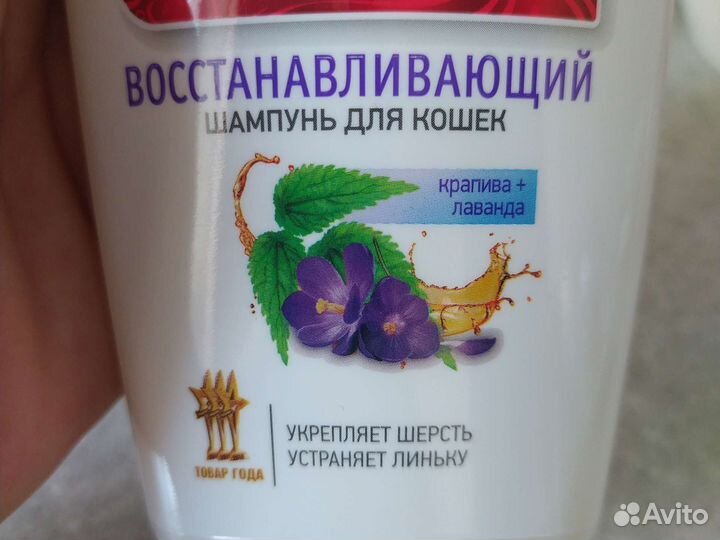 ВОССТАНАВЛИВАЮЩИЙ
ШАМПУНЬ ДЛЯ КОШЕК
крапива +
лаванда
ТОВАР ГОДА
УКРЕПЛЯЕТ ШЕРСТЬ
УСТРАНЯЕТ ЛИНЬКУ
Avito